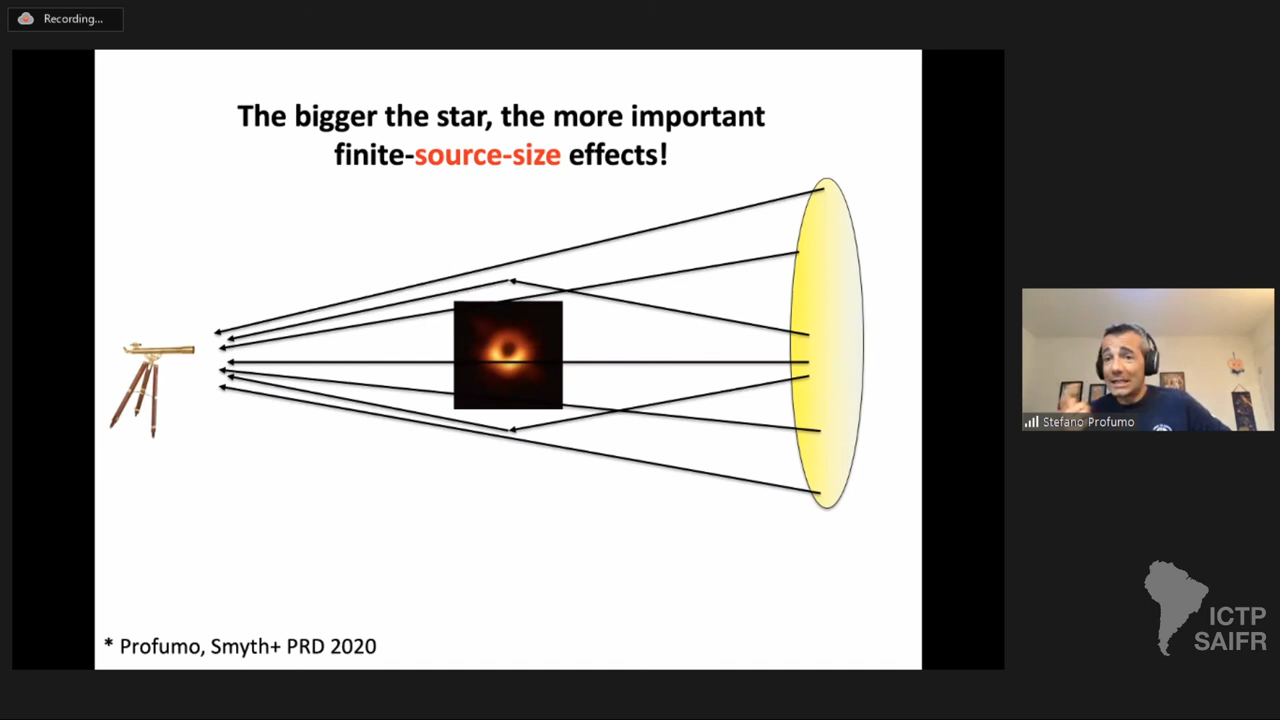 Recording...
The bigger the star, the more important
finite-source-size effects!
Stefano Profumo
* Profumo, Smyth+ PRD 2020
ICTP
SAIFR